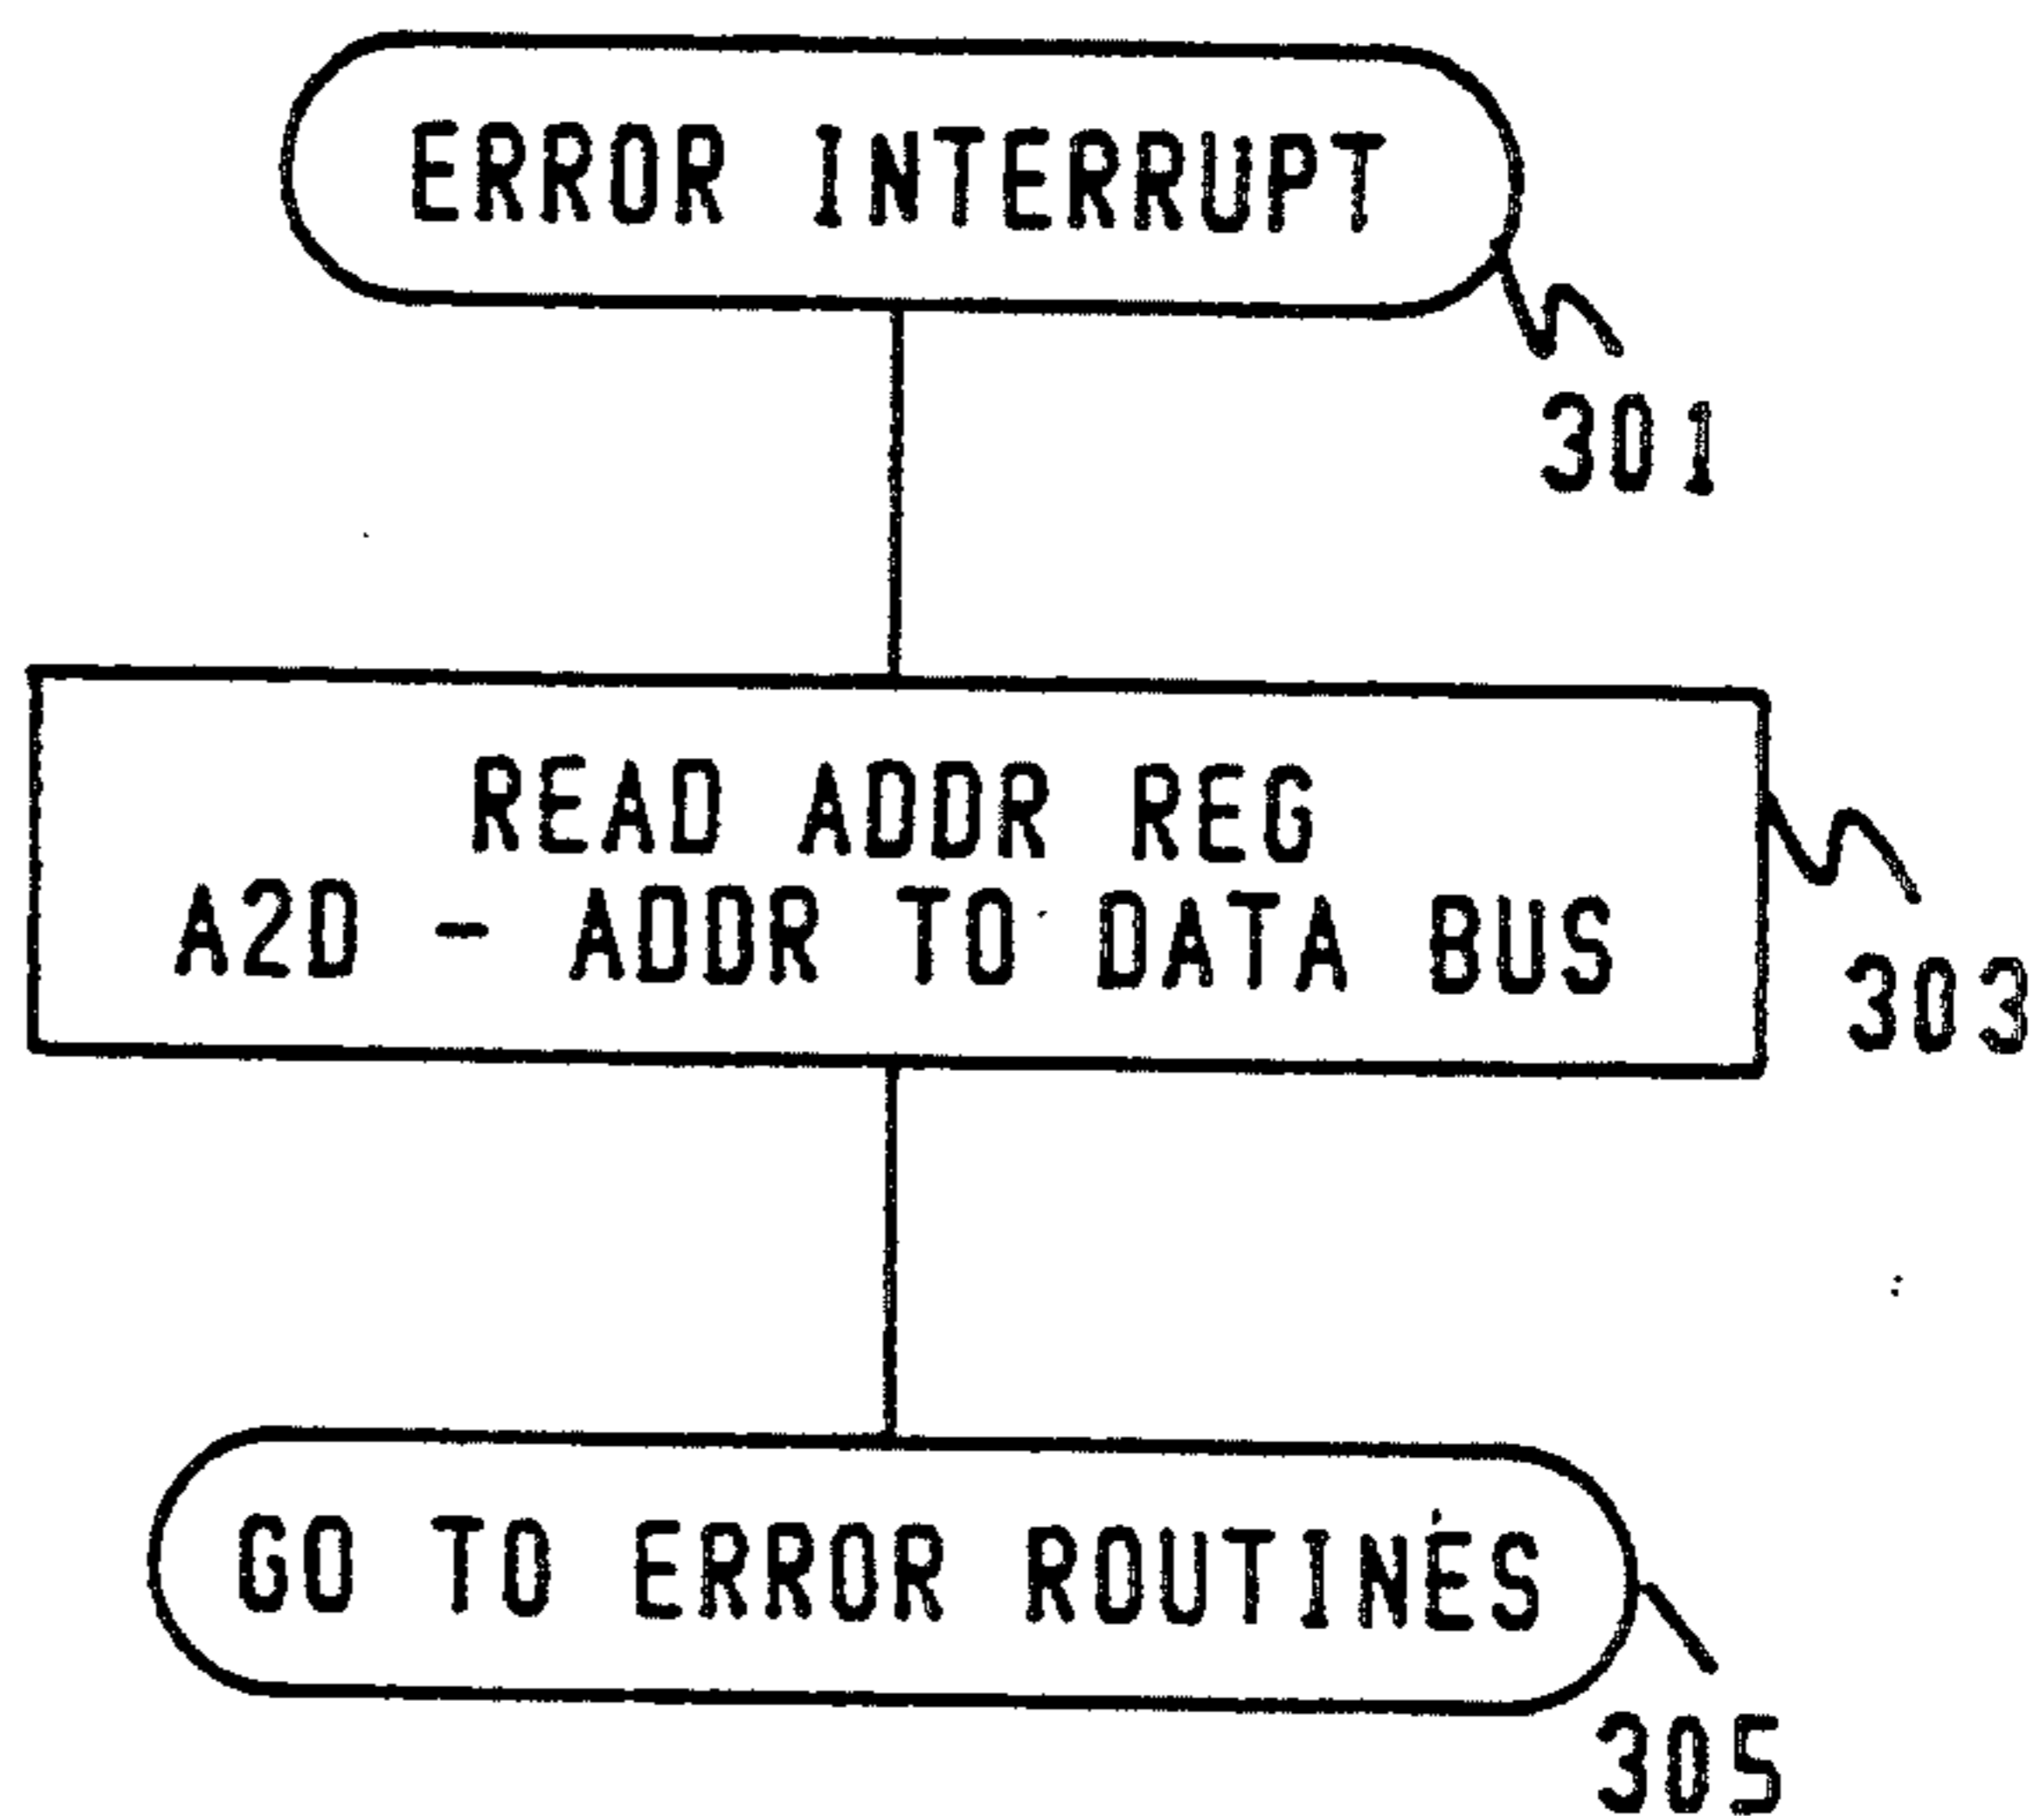 ERROR INTERRUPT
301
READ ADDR REG
A2D - ADDR TO DATA BUS
303
GO TO ERROR ROUTINES
305